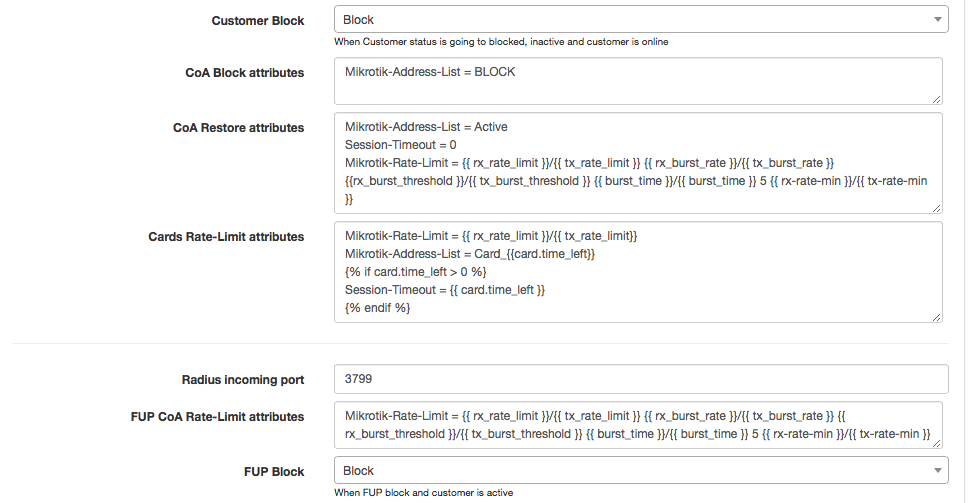 Customer Block
Block
When Customer status is going to blocked, inactive and customer is online
CoA Block attributes
Mikrotik-Address-List = BLOCK
CoA Restore attributes
Mikrotik-Address-List = Active
Session-Timeout = 0
Mikrotik-Rate-Limit = {{ rx_rate_limit }}/{{ tx_rate_limit }} {{ rx_burst_rate }}/{{ tx_burst_rate }}
{{rx_burst_threshold }}/{{ tx_burst_threshold }} {{ burst_time }}/{{ burst_time }} 5 {{ rx-rate-min }}/{{ tx-rate-min
}}
Cards Rate-Limit attributes
Mikrotik-Rate-Limit = {{ rx_rate_limit }}/{{ tx_rate_limit}}
Mikrotik-Address-List = Card_{{card.time_left}}
{% if card.time_left > 0 %}
Session-Timeout = {{ card.time_left }}
{% endif %}
Radius incoming port
3799
FUP CoA Rate-Limit attributes
Mikrotik-Rate-Limit = {{ rx_rate_limit }}/{{ tx_rate_limit }} {{ rx_burst_rate }}/{{ tx_burst_rate }} {{
rx_burst_threshold }}/{{ tx_burst_threshold }} {{ burst_time }}/{{ burst_time }} 5 {{ rx-rate-min }}/{{ tx-rate-min }}
FUP Block
Block
When FUP block and customer is active